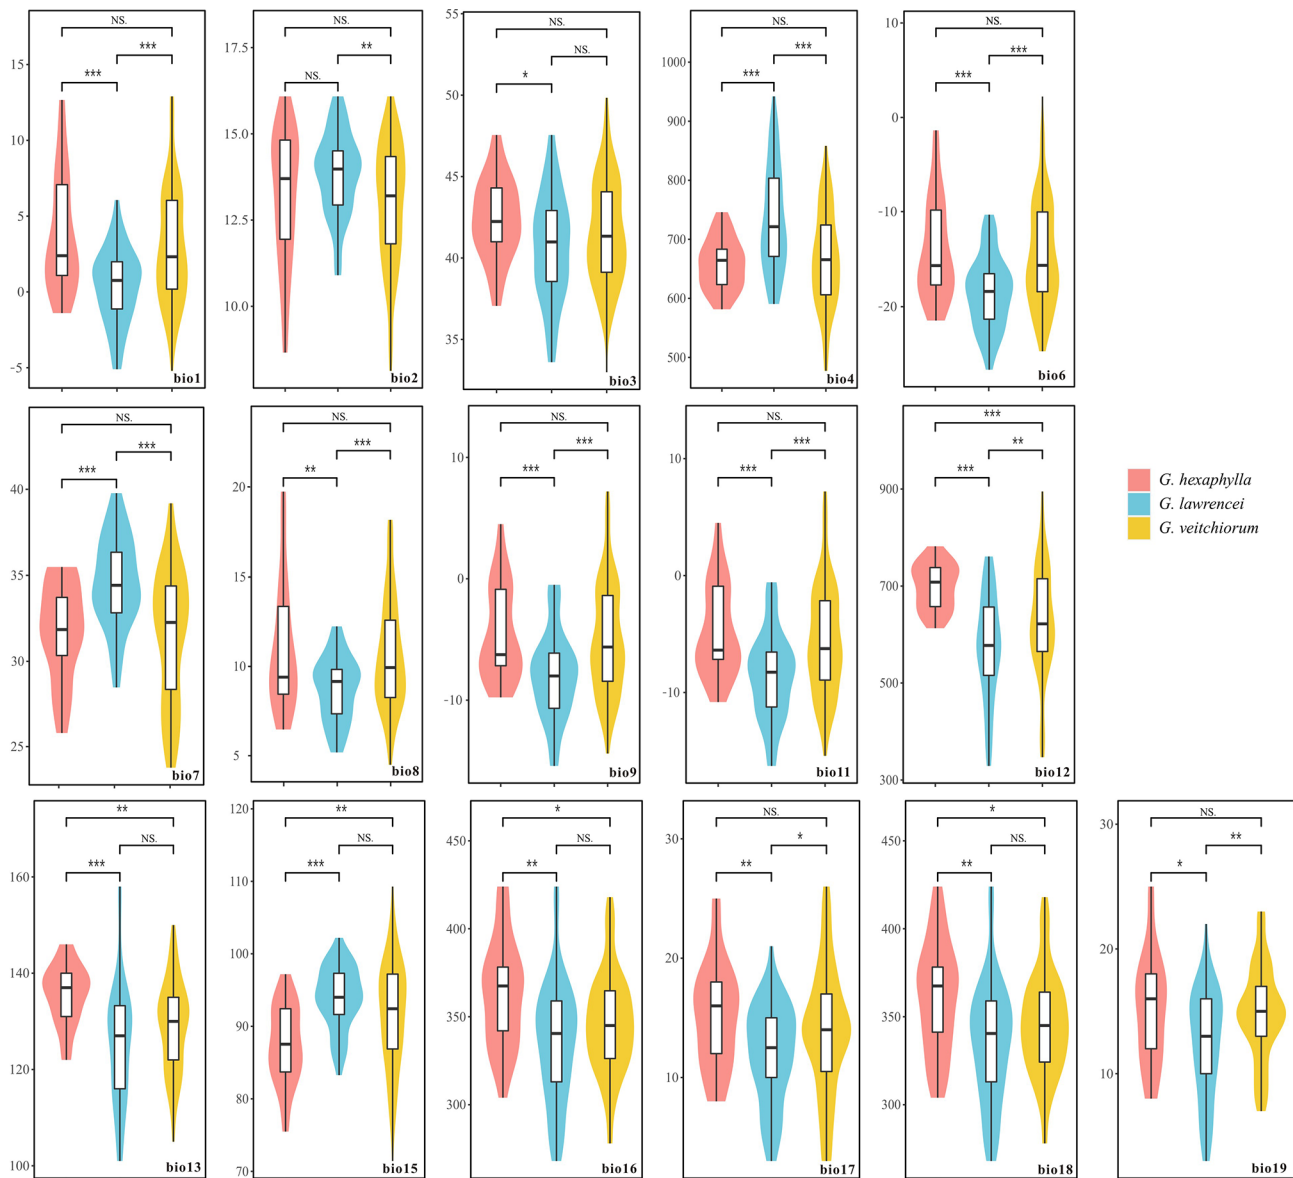 NS.
***
***
15
10
5
0
-5
bio1
NS.
**
NS.
17.5
15.0
12.5
10.0
bio2
NS.
NS.
*
55
50
45
40
35
bio3
NS.
***
***
1000
900
800
700
600
500
bio4
NS.
***
***
10
0
-10
-20
bio6
NS.
***
***
40
35
30
25
bio7
NS.
***
**
20
15
10
5
bio8
NS.
***
***
10
0
-10
bio9
NS.
***
***
10
0
-10
bio11
***
**
***
900
700
500
300
bio12
G. hexaphylla
G. lawrencei
G. veitchiorum
**
NS.
***
160
140
120
100
bio13
**
NS.
***
120
110
100
90
80
70
bio15
*
NS.
**
450
400
350
300
bio16
NS.
*
**
30
20
10
bio17
*
NS.
**
450
400
350
300
bio18
NS.
**
*
30
20
10
bio19